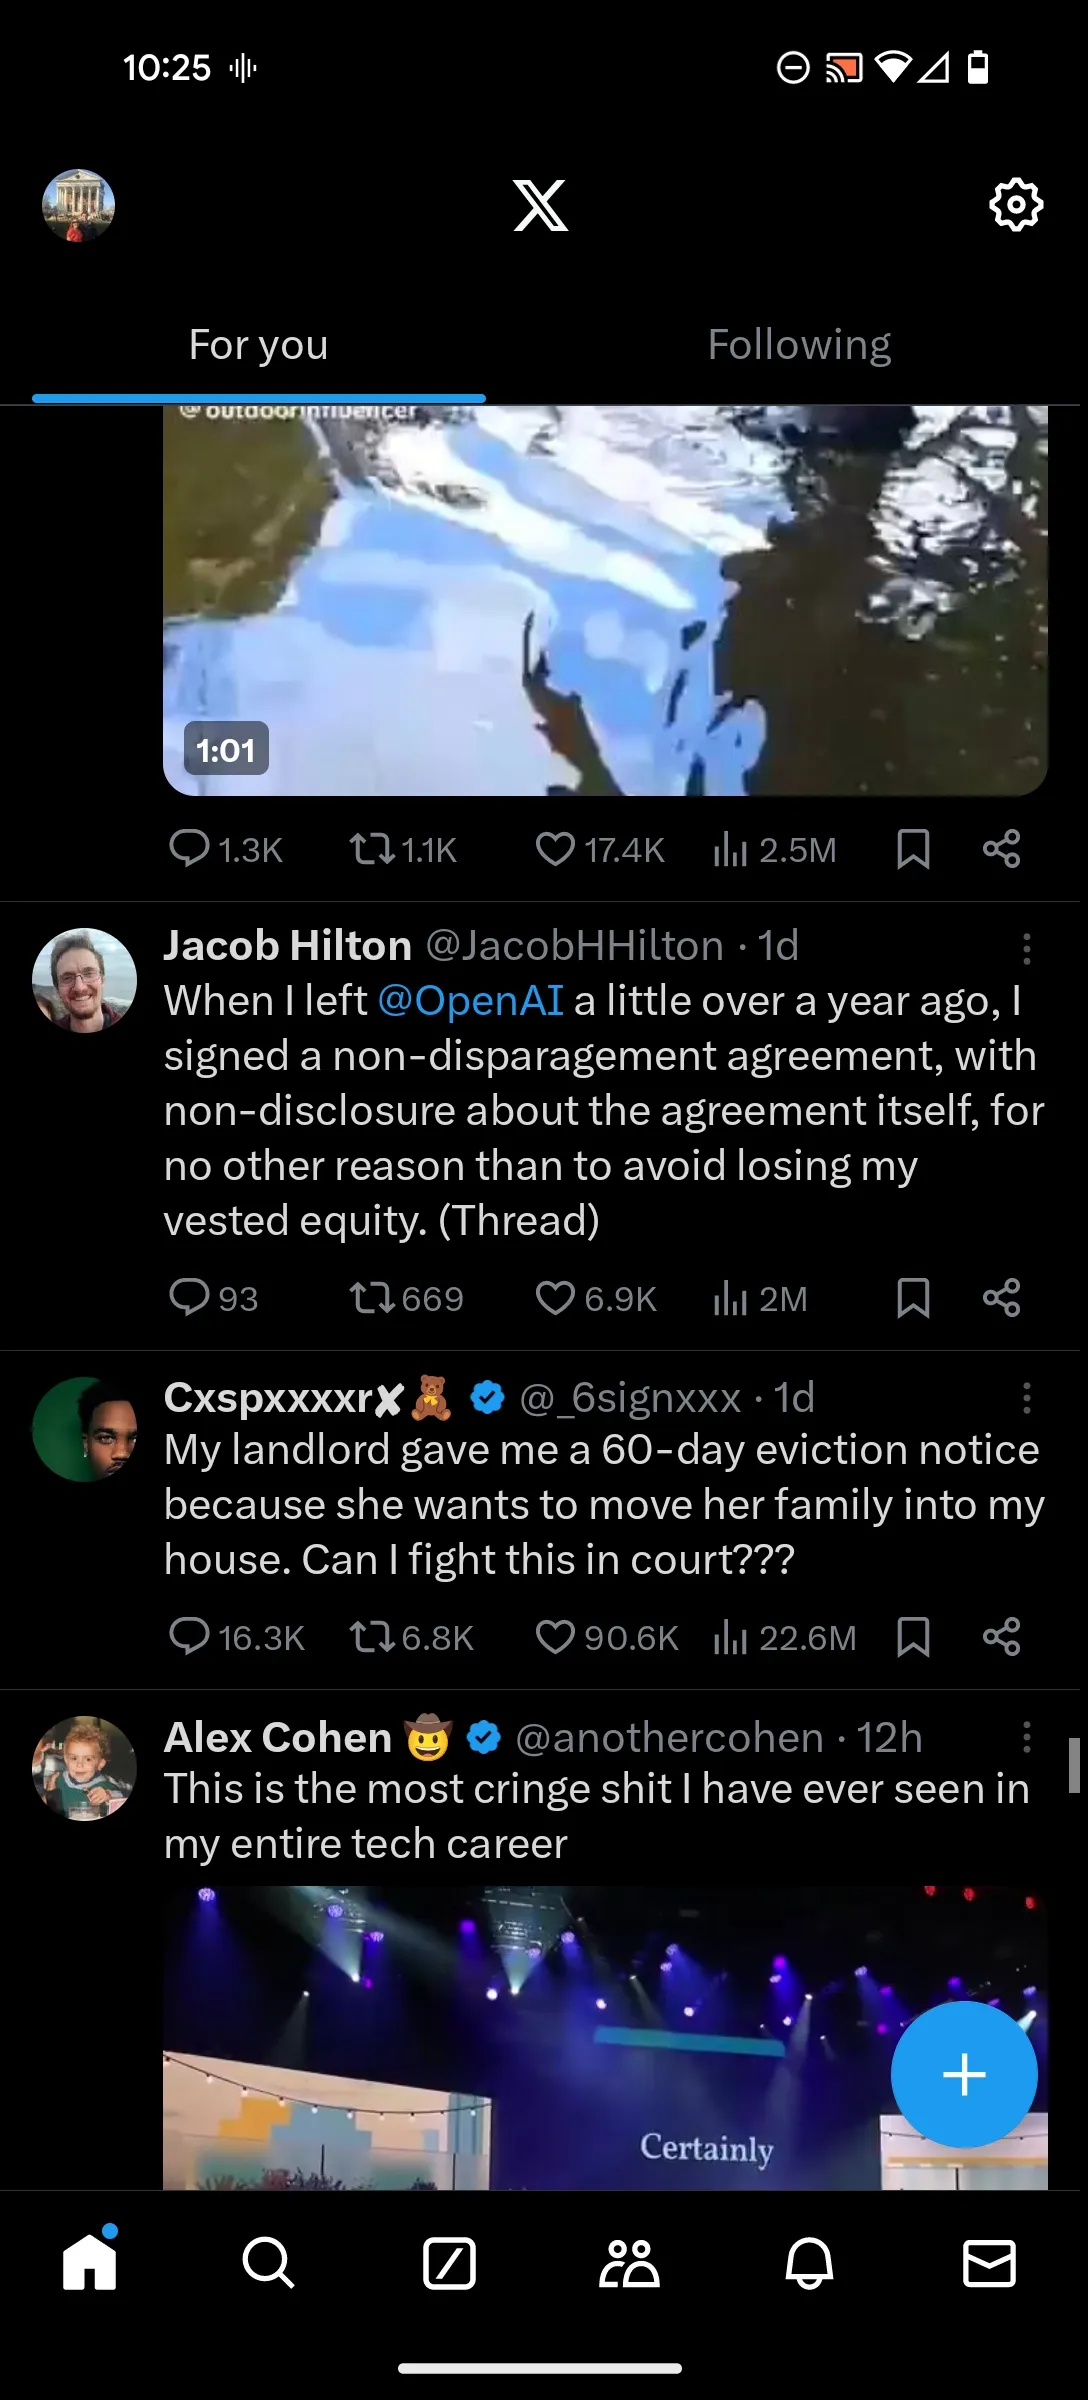 10:25
For you
Following
@outdoorinfluencer
1:01
1.3K 1.1K 17.4K 2.5M
Jacob Hilton @JacobHHilton · 1d
When I left @OpenAI a little over a year ago, I
signed a non-disparagement agreement, with
non-disclosure about the agreement itself, for
no other reason than to avoid losing my
vested equity. (Thread)
93 669 6.9K 2M
Cxspxxxxr✘🧸 @_6signxxx · 1d
My landlord gave me a 60-day eviction notice
because she wants to move her family into my
house. Can I fight this in court???
16.3K 6.8K 90.6K 22.6M
Alex Cohen 🤠 @anothercohen · 12h
This is the most cringe shit I have ever seen in
my entire tech career
Certainly